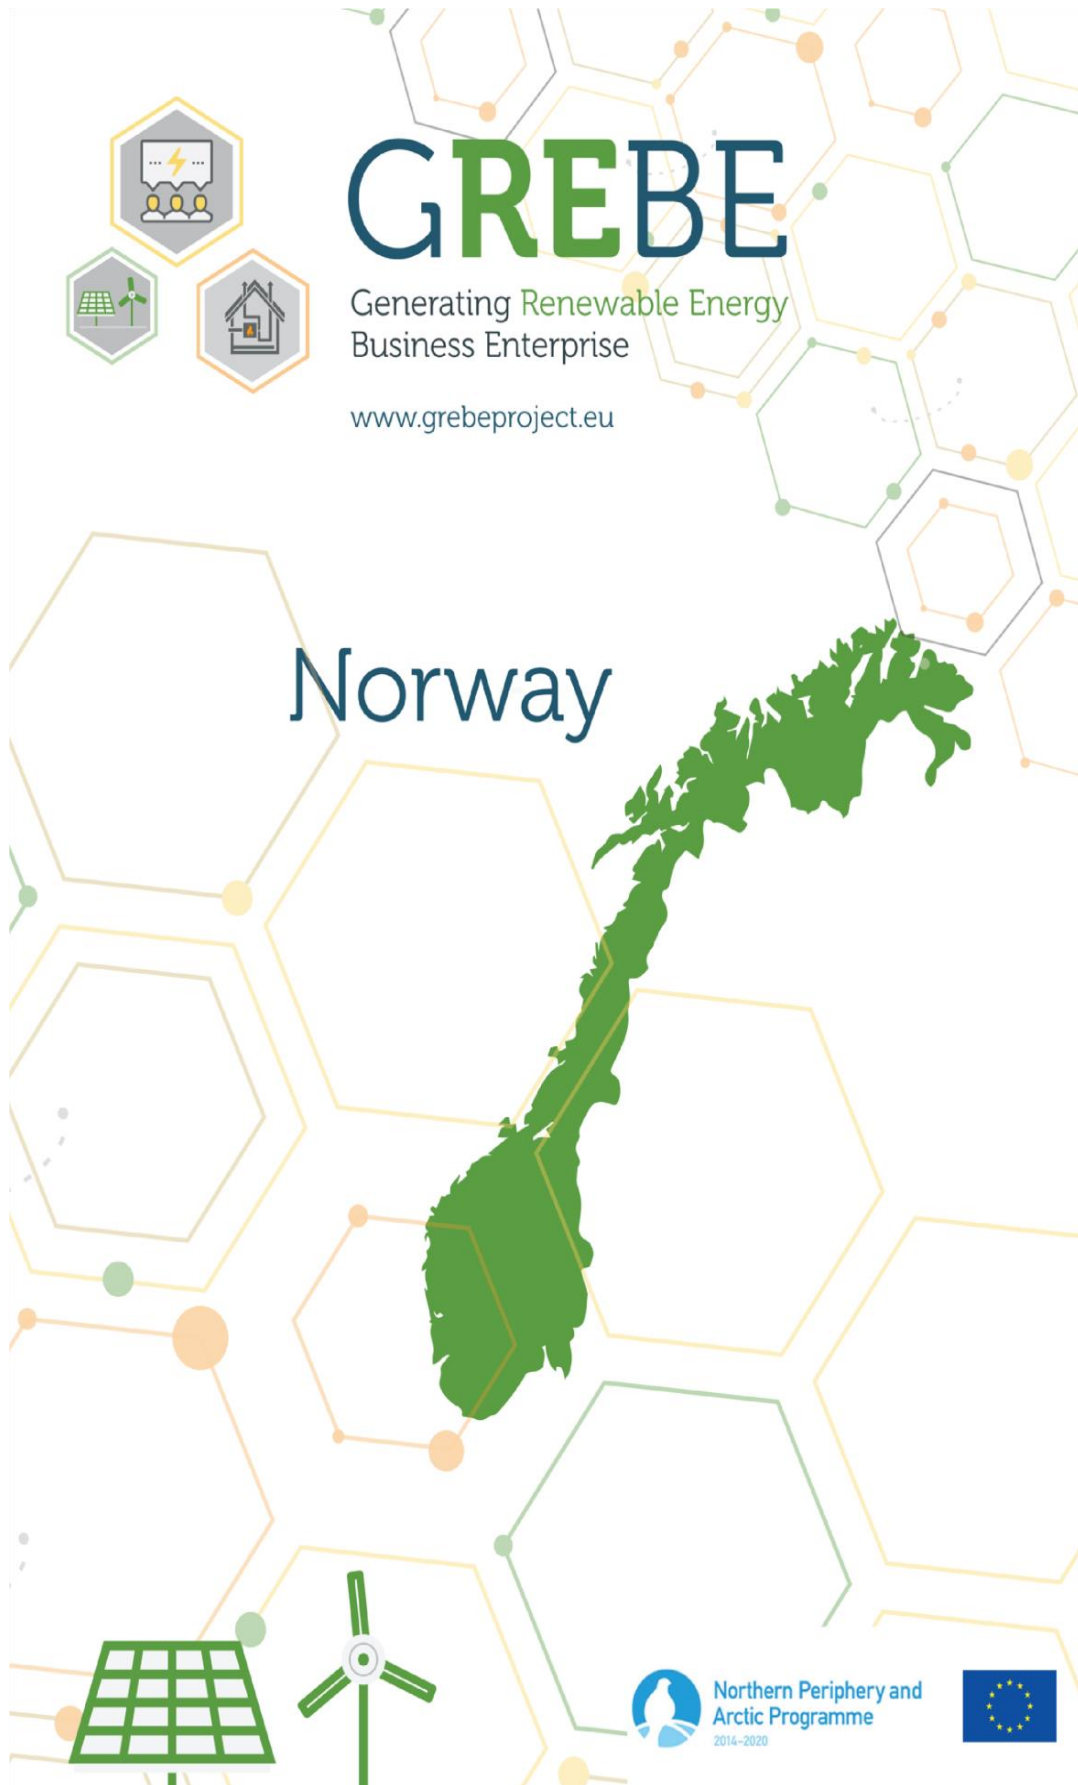 GREBE
Generating Renewable Energy
Business Enterprise
www.grebeproject.eu
Norway
Northern Periphery and
Arctic Programme
2014–2020